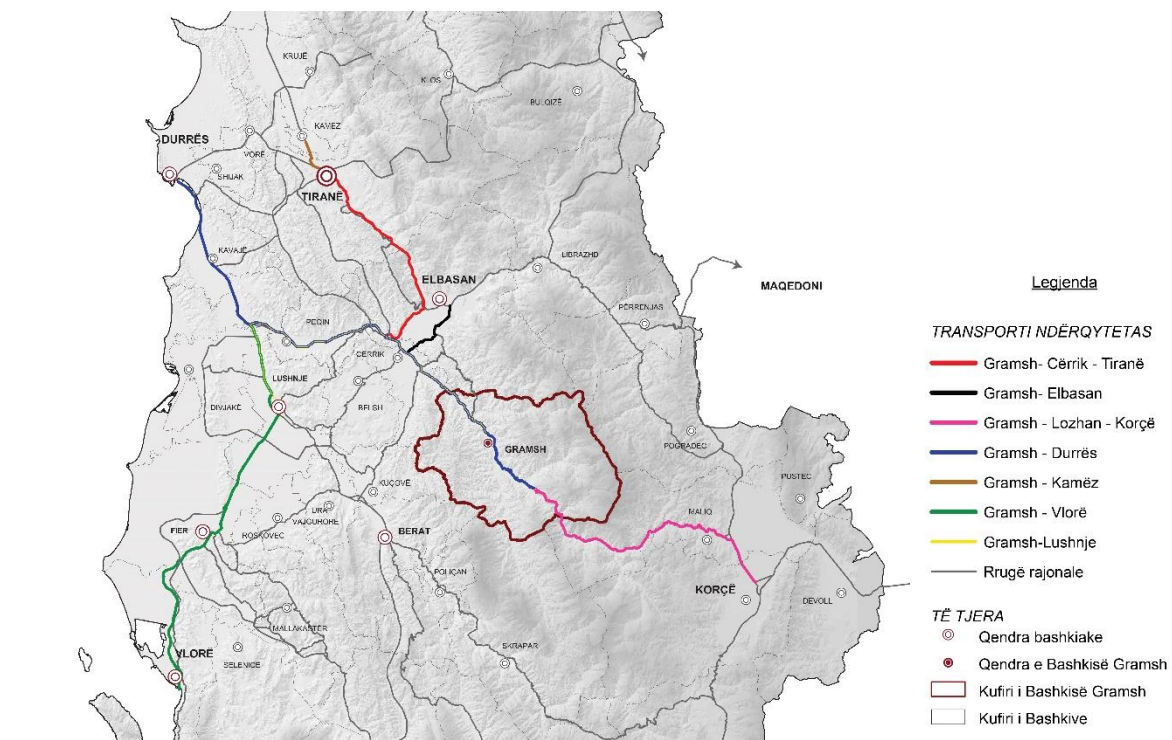 KRUJË
KLOS
BULQIZË
KAMEZ
DURRËS
VORË
SHIJAK
TIRANË
KAVAJË
LIBRAZHD
ELBASAN
MAQEDONI
PËRRENJAS
PEQIN
CËRRIK
LUSHNJE
DIVJAKË
BELSH
GRAMSH
POGRADEC
PUSTEC
KUÇOVË
URA
VAJGURORE
MALIQ
FIER
ROSKOVEC
BERAT
POLIÇAN
KORÇË
DEVOLL
MALLAKASTËR
SKRAPAR
VLORË
SELENICË
Legjenda
TRANSPORTI NDËRQYTETAS
Gramsh- Cërrik - Tiranë
Gramsh- Elbasan
Gramsh - Lozhan - Korçë
Gramsh - Durrës
Gramsh - Kamëz
Gramsh - Vlorë
Gramsh-Lushnje
Rrugë rajonale
TË TJERA
Qendra bashkiake
Qendra e Bashkisë Gramsh
Kufiri i Bashkisë Gramsh
Kufiri i Bashkive